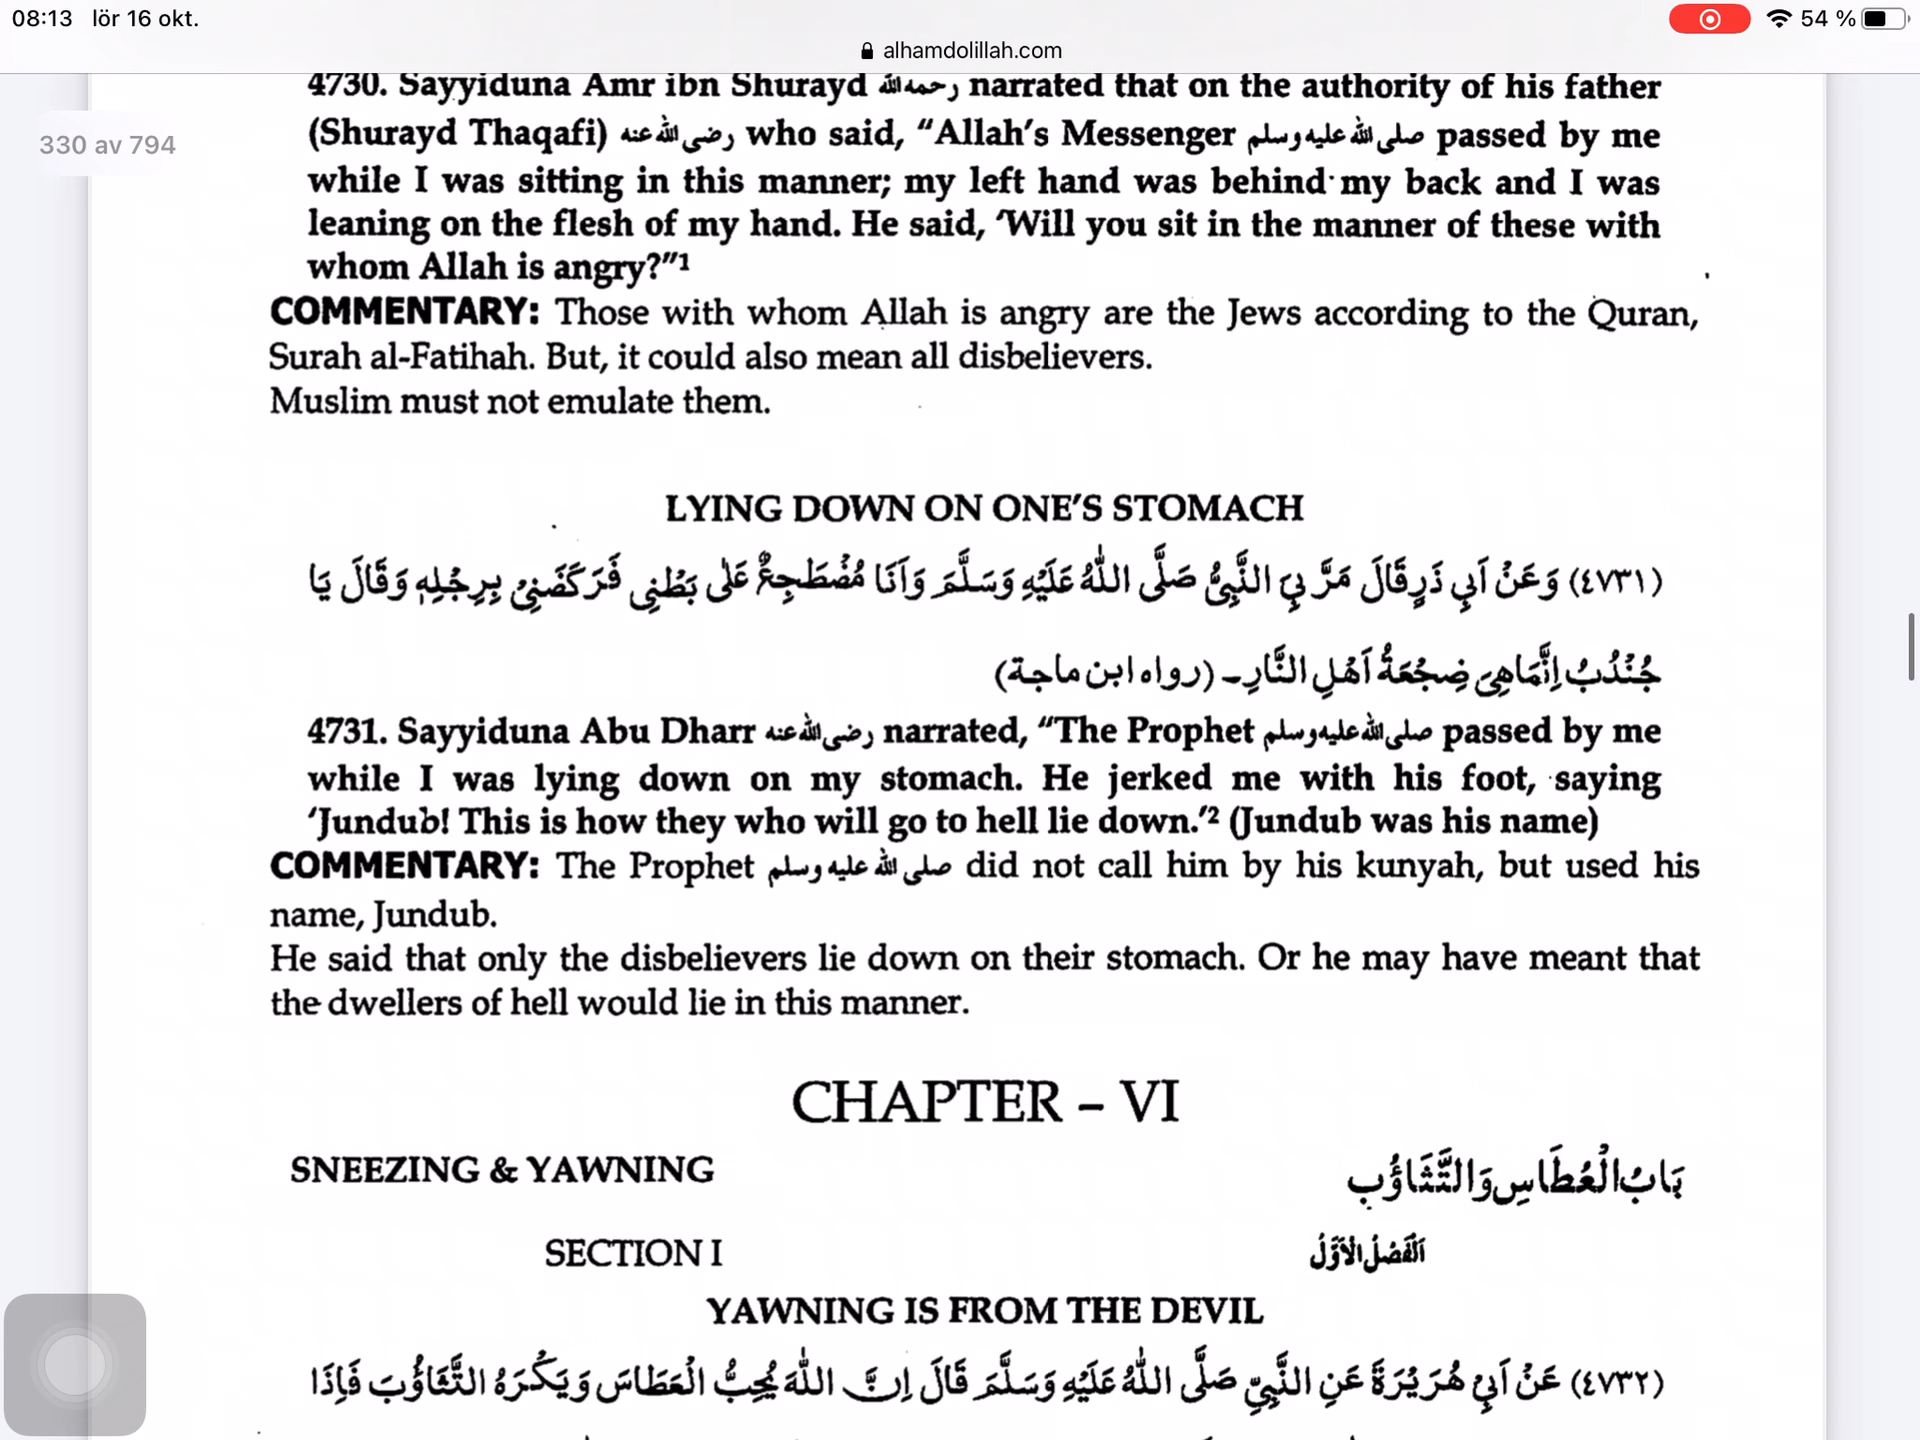 08:13 lör 16 okt.
54 %
alhamdolillah.com
330 av 794
4730. Sayyiduna Amr ibn Shurayd رحمه الله narrated that on the authority of his father
(Shurayd Thaqafi) رضی الله عنه who said, “Allah’s Messenger صلی الله علیه وسلم passed by me
while I was sitting in this manner; my left hand was behind my back and I was
leaning on the flesh of my hand. He said, ‘Will you sit in the manner of these with
whom Allah is angry?”1
COMMENTARY: Those with whom Allah is angry are the Jews according to the Quran,
Surah al-Fatihah. But, it could also mean all disbelievers.
Muslim must not emulate them.
LYING DOWN ON ONE’S STOMACH
(٤٧٣١) وَعَنْ اَبِي ذَرٍ قَالَ مَرَّ بِيَ النَّبِيُّ صَلَّى اللّٰهُ عَلَيْهِ وَسَلَّمَ وَاَنَا مُضْطَجِعٌ عَلٰى بَطْنِى فَرَكَضَنِىْ بِرِجْلِهٖ وَقَالَ يَا
جُنْدُبُ اِنَّمَا هِىَ ضِجْعَةُ اَهْلِ النَّارِ۔ (رواه ابن ماجة)
4731. Sayyiduna Abu Dharr رضی الله عنه narrated, “The Prophet صلی الله علیه وسلم passed by me
while I was lying down on my stomach. He jerked me with his foot, saying
‘Jundub! This is how they who will go to hell lie down.’2 (Jundub was his name)
COMMENTARY: The Prophet صلی الله علیه وسلم did not call him by his kunyah, but used his
name, Jundub.
He said that only the disbelievers lie down on their stomach. Or he may have meant that
the dwellers of hell would lie in this manner.
CHAPTER – VI
SNEEZING & YAWNING بَابُ الْعُطَاسِ وَالتَّثَاؤُبِ
SECTION I اَلْفَصْلُ الْاَوَّلُ
YAWNING IS FROM THE DEVIL
(٤٧٣٢) عَنْ اَبِيْ هُرَيْرَةَ عَنِ النَّبِيِّ صَلَّى اللّٰهُ عَلَيْهِ وَسَلَّمَ قَالَ اِنَّ اللّٰهَ يُحِبُّ الْعَطَاسَ وَيَكْرَهُ التَّثَاؤُبَ فَاِذَا